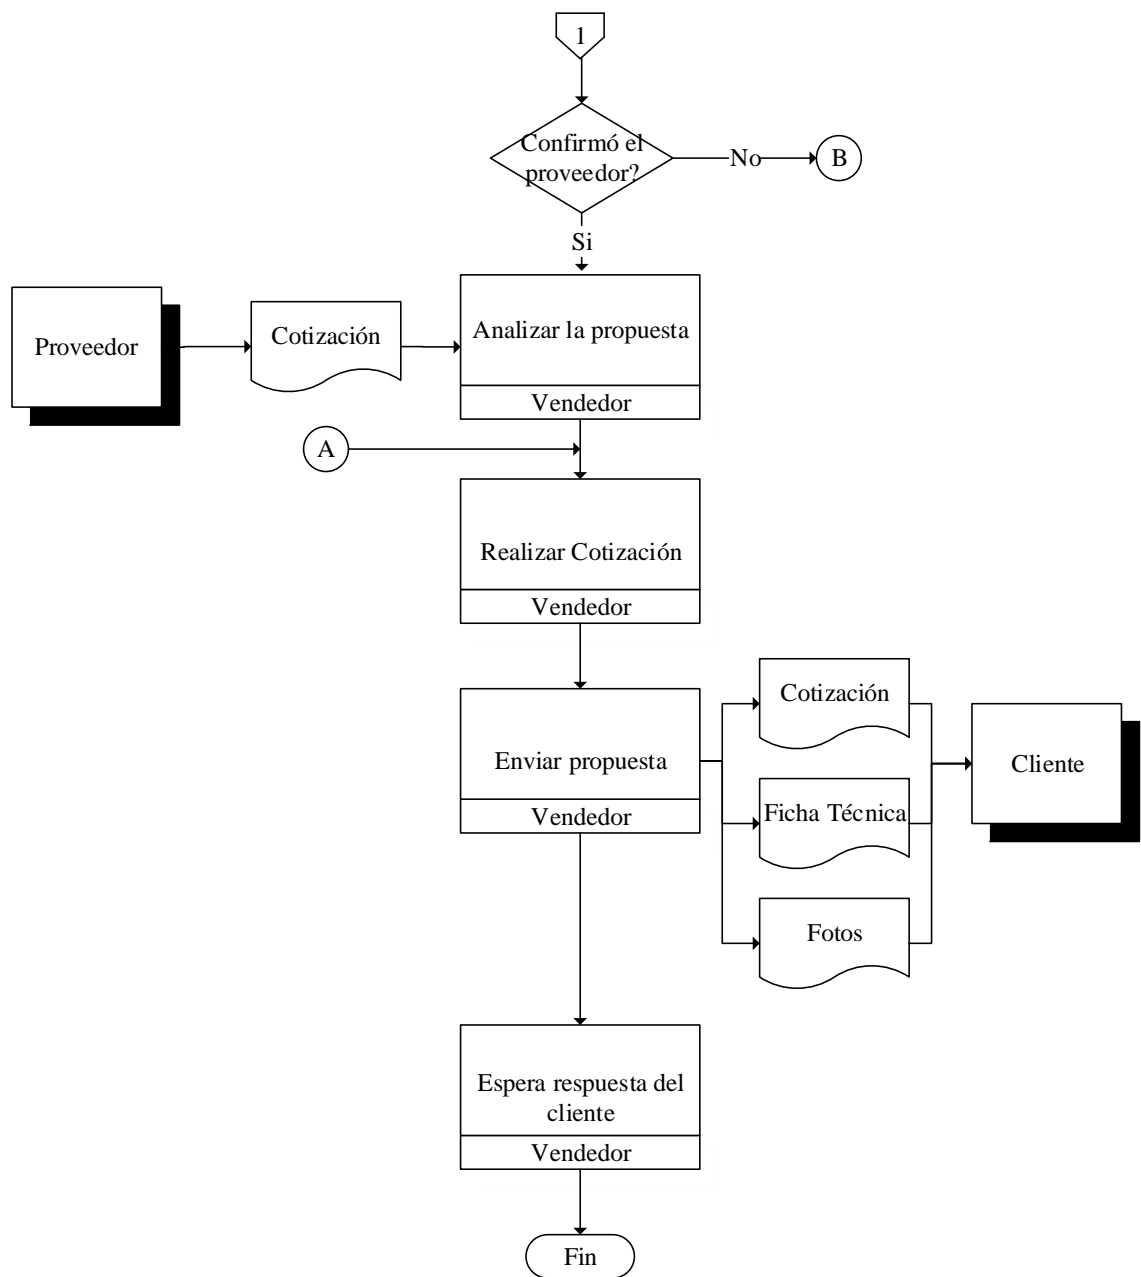 1
Confirmó el
proveedor?
No
B
Si
Proveedor
Cotización
Analizar la propuesta
Vendedor
A
Realizar Cotización
Vendedor
Enviar propuesta
Vendedor
Cotización
Ficha Técnica
Fotos
Cliente
Espera respuesta del
cliente
Vendedor
Fin